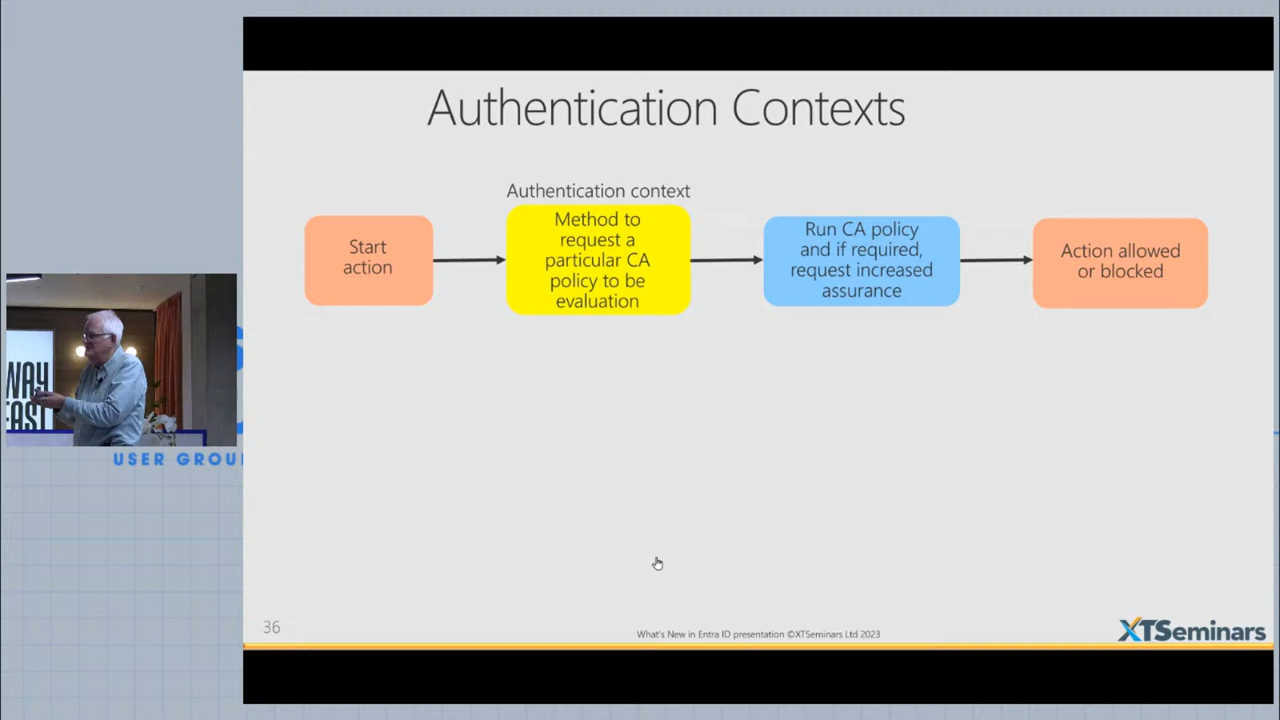 Authentication Contexts
Authentication context
Start
action
Method to
request a
particular CA
policy to be
evaluation
Run CA policy
and if required,
request increased
assurance
Action allowed
or blocked
WAY
EAST
USER GROU
36
What's New in Entra ID presentation ©XTSeminars Ltd 2023
XTSeminars